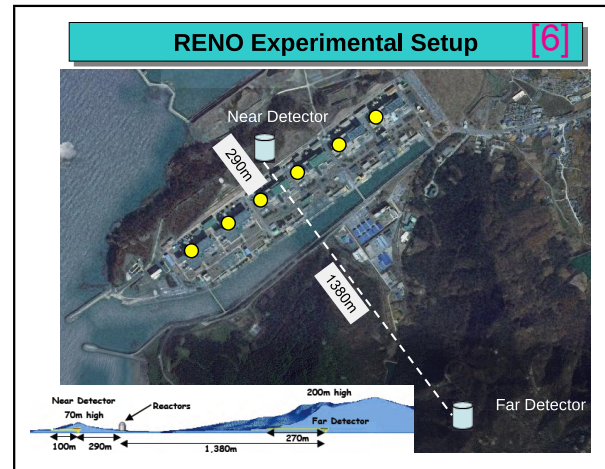 RENO Experimental Setup [6]
Near Detector
290m
1380m
Far Detector
200m high
Near Detector
70m high
Reactors
Far Detector
100m 290m 270m
1,380m